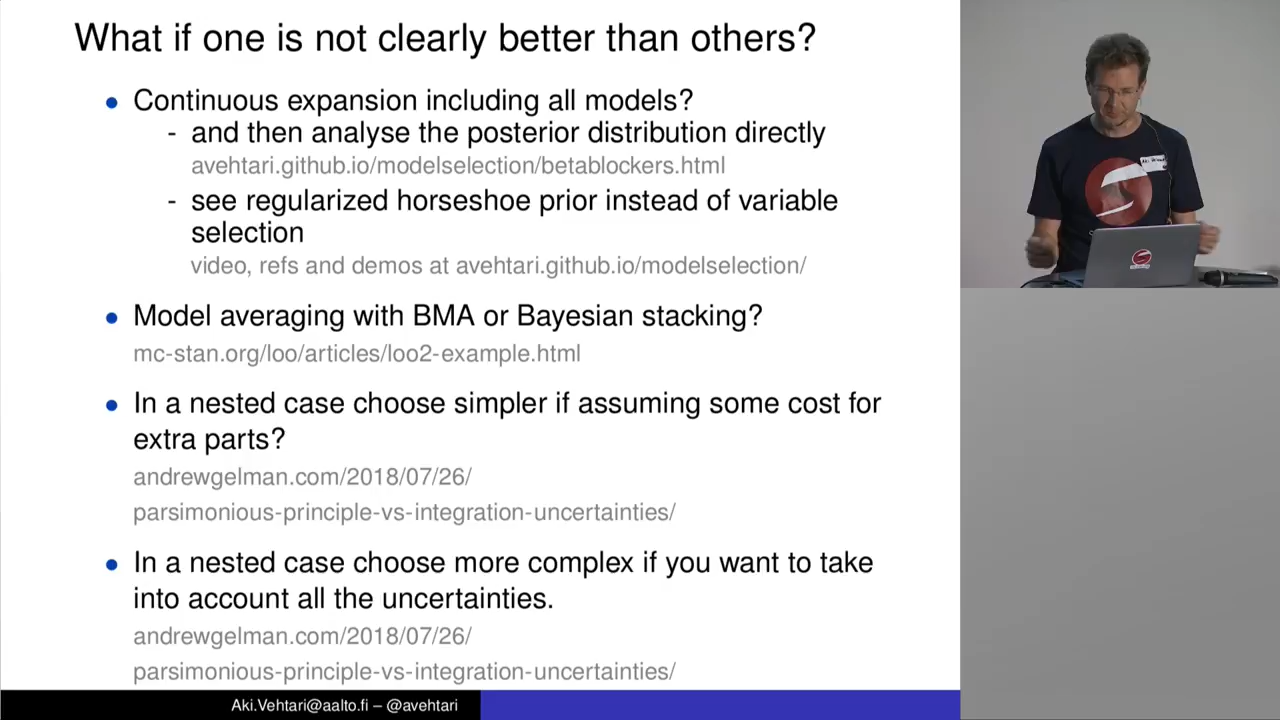 What if one is not clearly better than others?
Continuous expansion including all models?
- and then analyse the posterior distribution directly
avehtari.github.io/modelselection/betablockers.html
- see regularized horseshoe prior instead of variable
selection
video, refs and demos at avehtari.github.io/modelselection/
Model averaging with BMA or Bayesian stacking?
mc-stan.org/loo/articles/loo2-example.html
In a nested case choose simpler if assuming some cost for
extra parts?
andrewgelman.com/2018/07/26/
parsimonious-principle-vs-integration-uncertainties/
In a nested case choose more complex if you want to take
into account all the uncertainties.
andrewgelman.com/2018/07/26/
parsimonious-principle-vs-integration-uncertainties/
Aki.Vehtari@aalto.fi – @avehtari